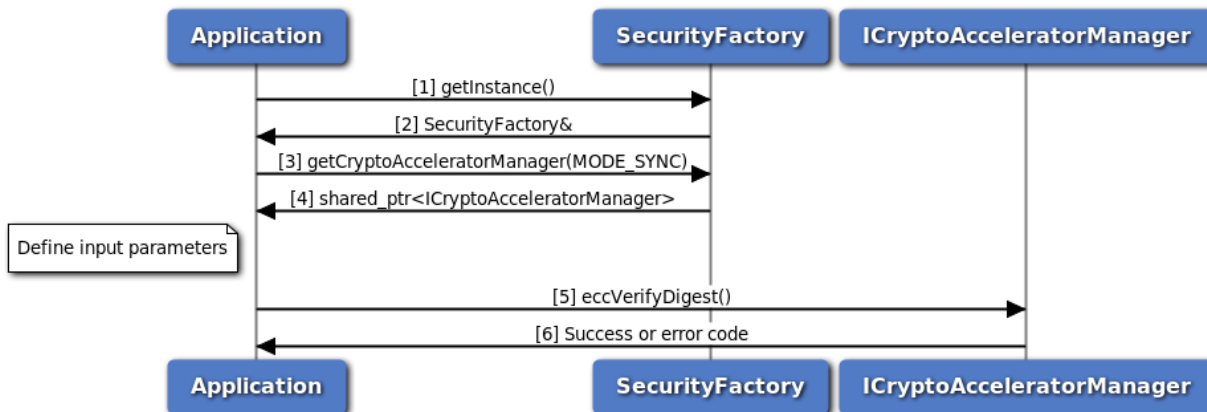 Application
SecurityFactory
ICryptoAcceleratorManager
[1] getInstance()
[2] SecurityFactory&
[3] getCryptoAcceleratorManager(MODE_SYNC)
[4] shared_ptr<ICryptoAcceleratorManager>
Define input parameters
[5] eccVerifyDigest()
[6] Success or error code
Application
SecurityFactory
ICryptoAcceleratorManager